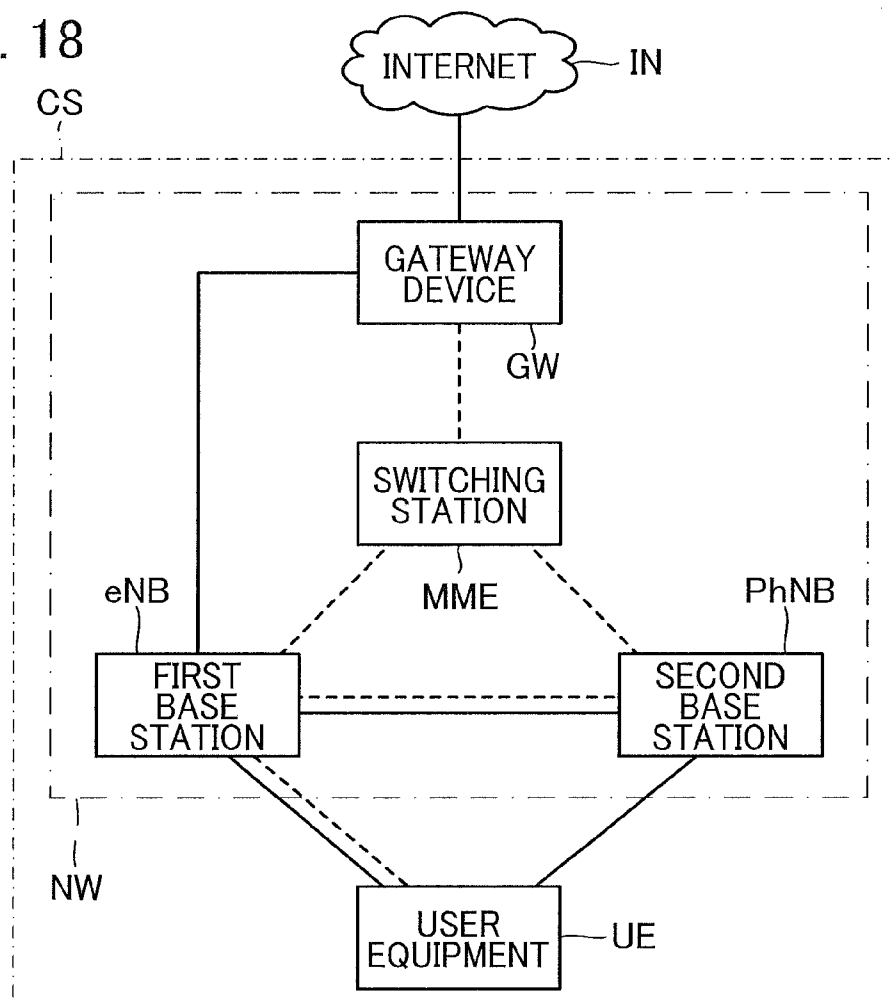 . 18
CS
INTERNET
IN
GATEWAY
DEVICE
GW
SWITCHING
STATION
MME
eNB
PhNB
FIRST
BASE
STATION
SECOND
BASE
STATION
NW
USER
EQUIPMENT
UE